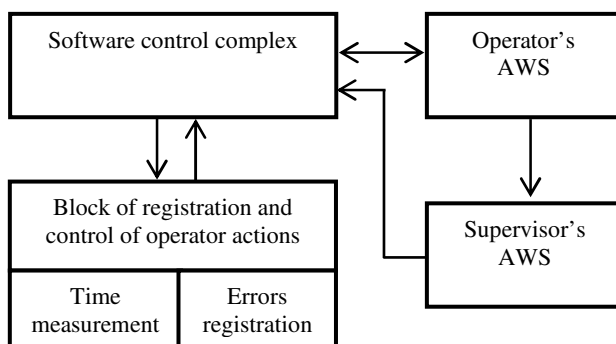 Software control complex
Operator's
AWS
Block of registration and
control of operator actions
Supervisor's
AWS
Time
measurement
Errors
registration